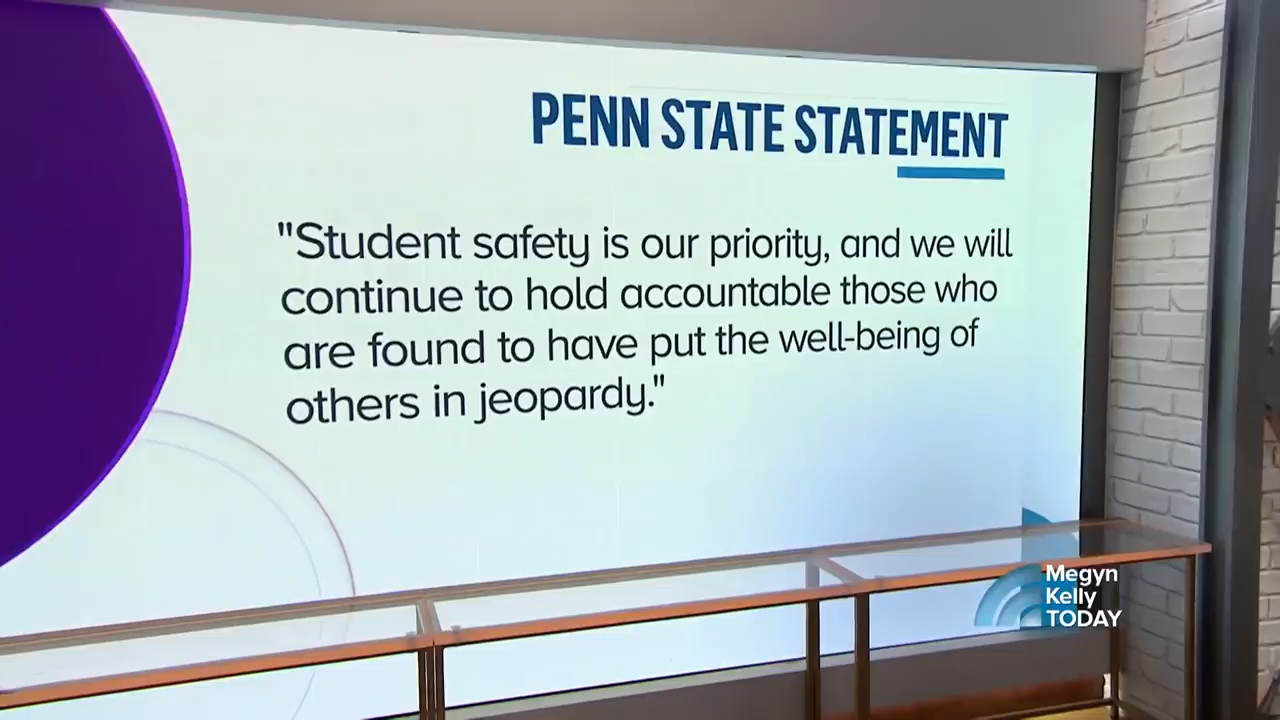 PENN STATE STATEMENT
"Student safety is our priority, and we will
continue to hold accountable those who
are found to have put the well-being of
others in jeopardy."
Megyn
Kelly
TODAY